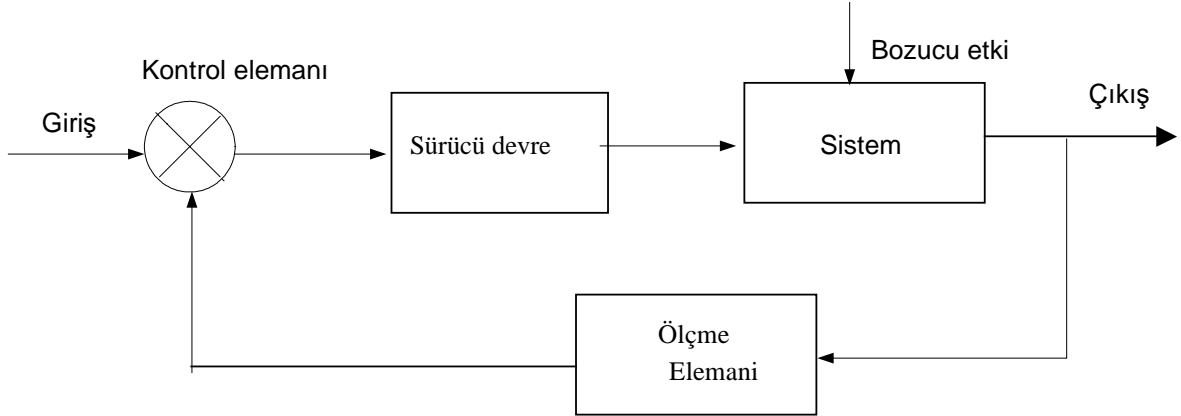 Bozucu etki
Kontrol elemanı
Çıkış
Giriş
Sürücü devre
Sistem
Ölçme
Elemani